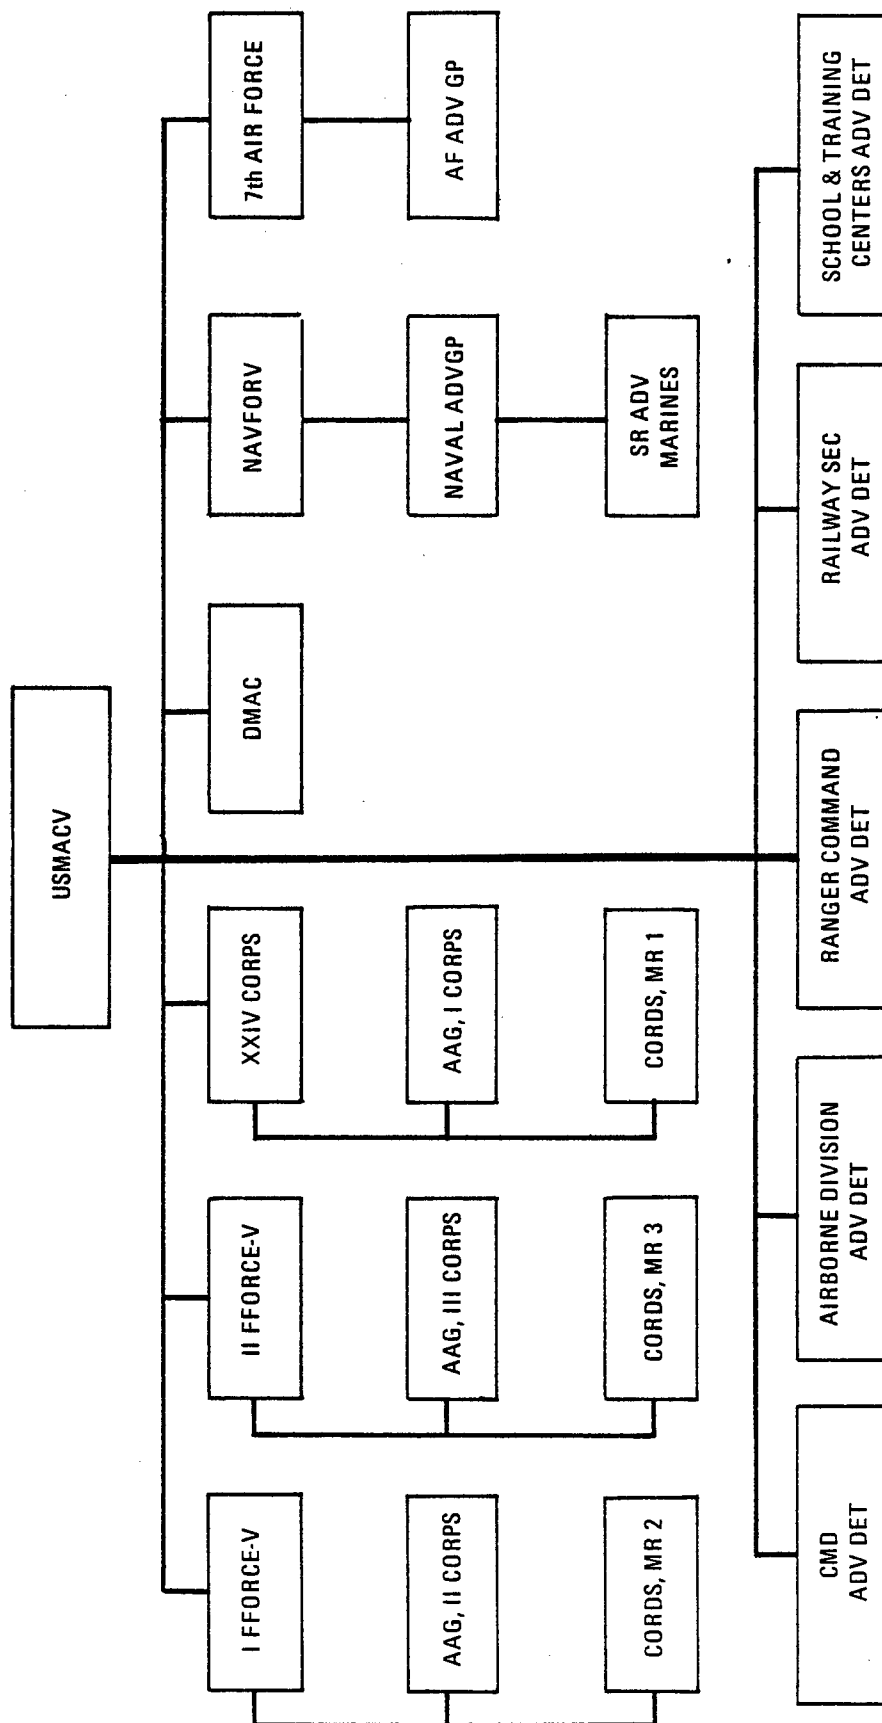 USMACV
I FFORCE-V
II FFORCE-V
XXIV CORPS
DMAC
NAVFORV
7th AIR FORCE
AAG, II CORPS
AAG, III CORPS
AAG, I CORPS
NAVAL ADVGP
AF ADV GP
CORDS, MR 2
CORDS, MR 3
CORDS, MR 1
SR ADV
MARINES
CMD
ADV DET
AIRBORNE DIVISION
ADV DET
RANGER COMMAND
ADV DET
RAILWAY SEC
ADV DET
SCHOOL & TRAINING
CENTERS ADV DET